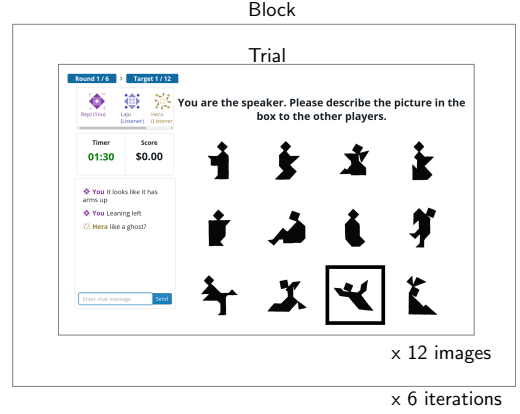 Block
Trial
Round 1 / 6 > Target 1 / 12
Repi (You)
Laju
(Listener)
Hera
(Listener
You are the speaker. Please describe the picture in the
box to the other players.
Timer
01:30
Score
$0.00
You It looks like it has
arms up
You Leaning left
Hera like a ghost?
Enter chat message
Send
x 12 images
x 6 iterations